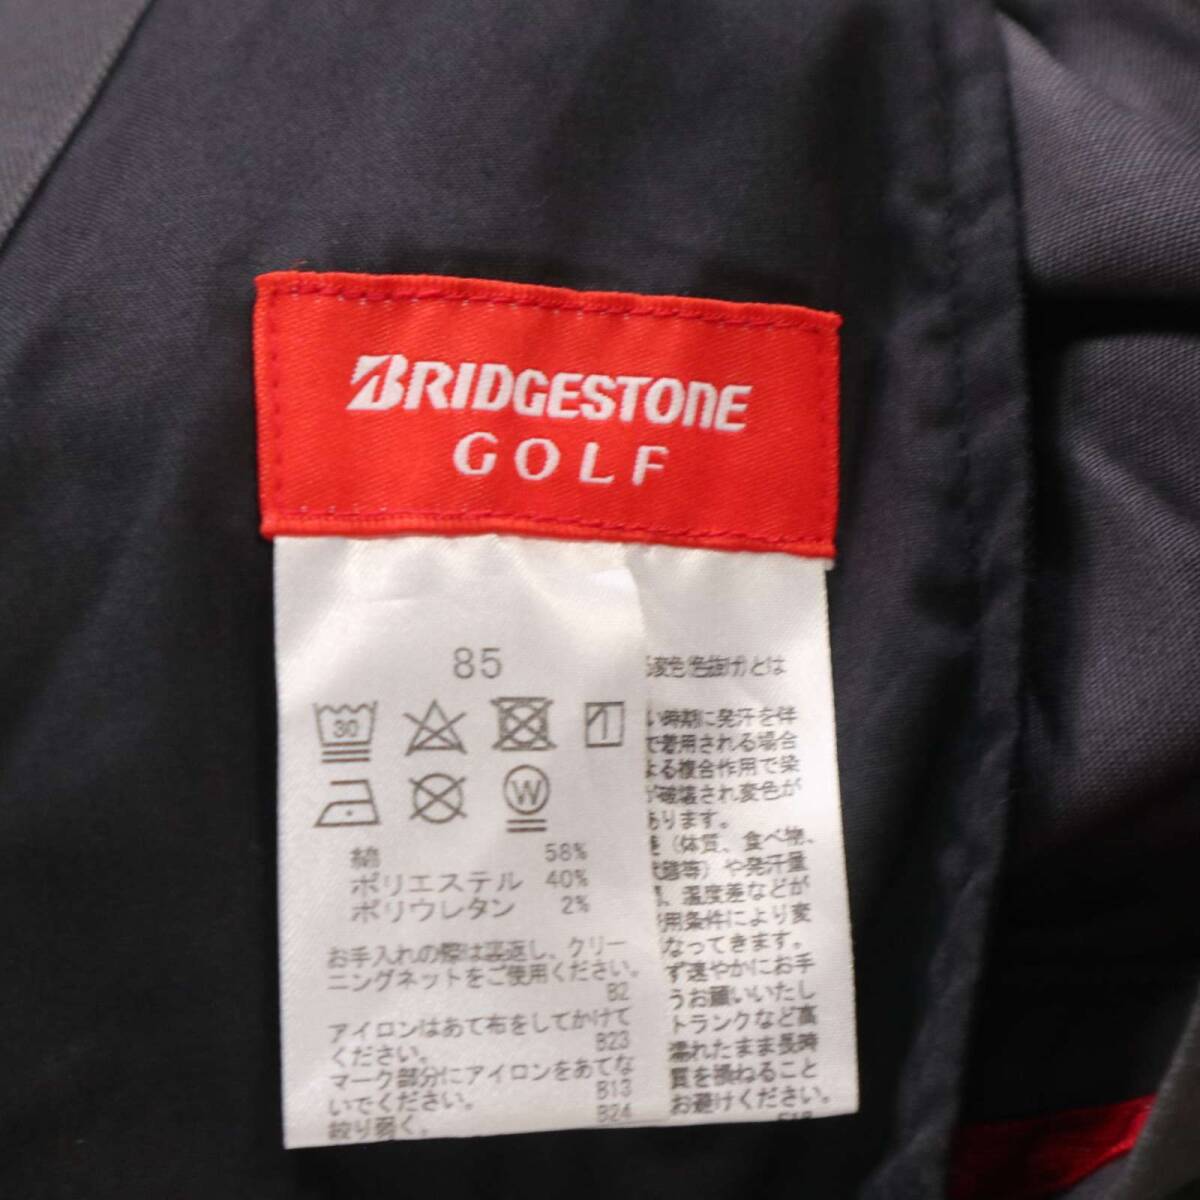 BRIDGESTONE
GOLF
85
30
W
綿 58%
ポリエステル 40%
ポリウレタン 2%
お手入れの際は裏返し、クリー
ニングネットをご使用ください。
B2
アイロンはあて布をしてかけて
ください。 B23
マーク部分にアイロンをあてな
いでください。 B13
絞り弱く。 B24
変色(色抜け)とは
い時期に発汗を伴
で着用される場合
よる複合作用で染
が破壊され変色が
あります。
(体質、食べ物、
状態等)や発汗量
、温度差などが
用条件により変
なってきます。
ず速やかにお手
うお願いいたし
トランクなど高
濡れたまま長時
質を損ねること
お避けください。